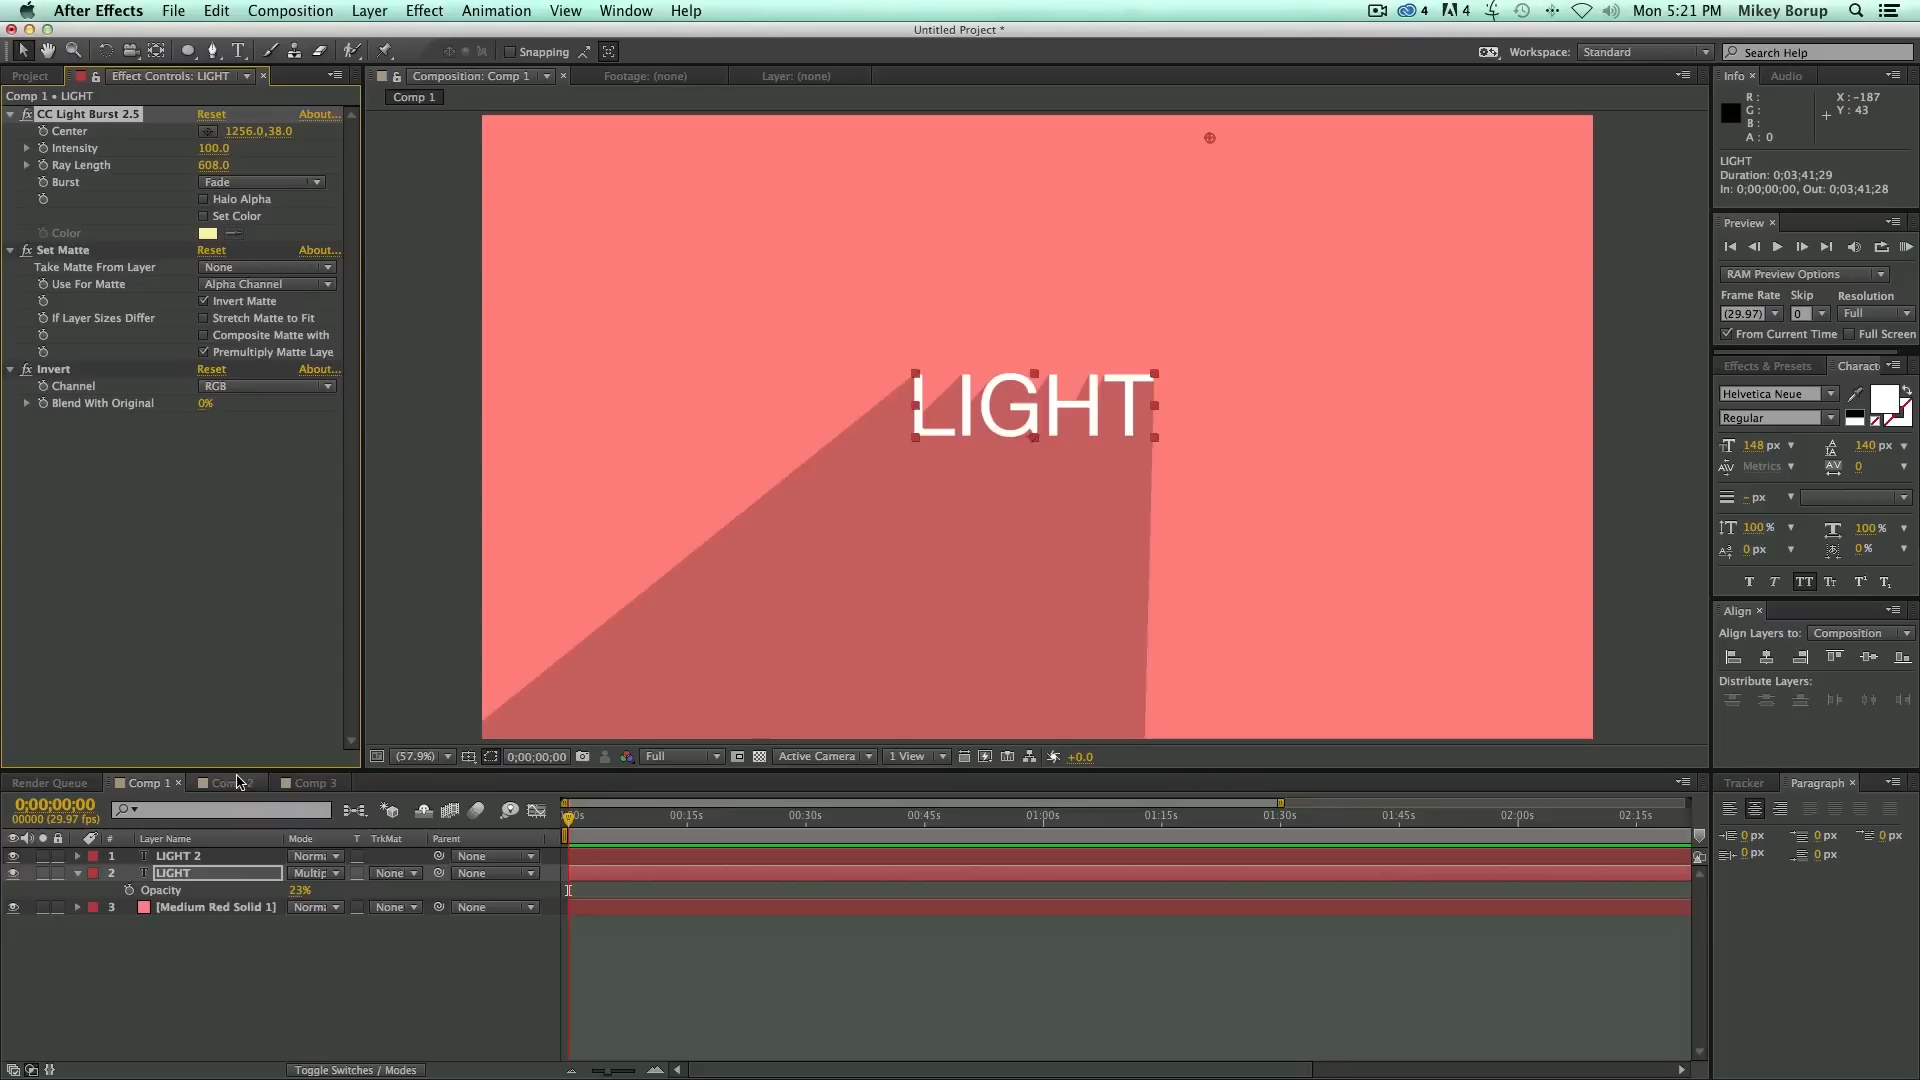 After Effects File Edit Composition Layer Effect Animation View Window Help 4 4 Mon 5:21 PM Mikey Borup
Untitled Project *
Snapping Workspace: Standard Search Help
Project Effect Controls: LIGHT Composition: Comp 1 Footage: (none) Layer: (none) Info Audio
Comp 1 • LIGHT
Comp 1
CC Light Burst 2.5 Reset About...
Center 1256.0,38.0
Intensity 100.0
Ray Length 608.0
Burst Fade
Halo Alpha
Set Color
Color
Set Matte Reset About...
Take Matte From Layer None
Use For Matte Alpha Channel
Invert Matte
If Layer Sizes Differ Stretch Matte to Fit
Composite Matte with
Premultiply Matte Laye
Invert Reset About...
Channel RGB
Blend With Original 0%
LIGHT
R : X : -187
G : Y : 43
B :
A : 0
LIGHT
Duration: 0;03;41;29
In: 0;00;00;00, Out: 0;03;41;28
Preview
RAM Preview Options
Frame Rate Skip Resolution
(29.97) 0 Full
From Current Time Full Screen
Effects & Presets Charact
Helvetica Neue
Regular
148 px 140 px
Metrics 0
- px
100 % 100 %
0 px 0 %
T T TT Tt T¹ T₁
Align
Align Layers to: Composition
Distribute Layers:
(57.9%) 0;00;00;00 Full Active Camera 1 View +0.0
Render Queue Comp 1 Comp 3 Tracker Paragraph
0;00;00;00
00000 (29.97 fps)
00:15s 00:30s 00:45s 01:00s 01:15s 01:30s 01:45s 02:00s 02:15s
# Layer Name Mode T TrkMat Parent
1 T LIGHT 2 Norma None
2 T LIGHT Multip None None
Opacity 23%
3 [Medium Red Solid 1] Norma None None
0 px 0 px 0 px
0 px 0 px
Toggle Switches / Modes